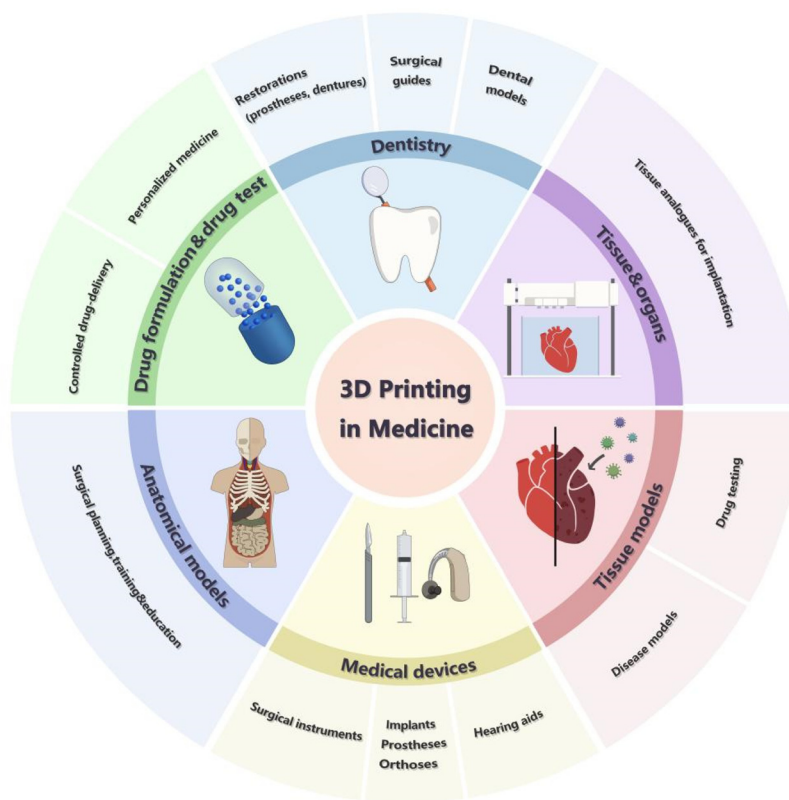 3D Printing
in Medicine
Dentistry
Restorations
(prostheses, dentures)
Surgical
guides
Dental
models
Tissue&organs
Tissue analogues for implantation
Tissue models
Drug testing
Disease models
Medical devices
Hearing aids
Implants
Prostheses
Orthoses
Surgical instruments
Anatomical models
Surgical planning,training&education
Drug formulation&drug test
Controlled drug-delivery
Personalized medicine